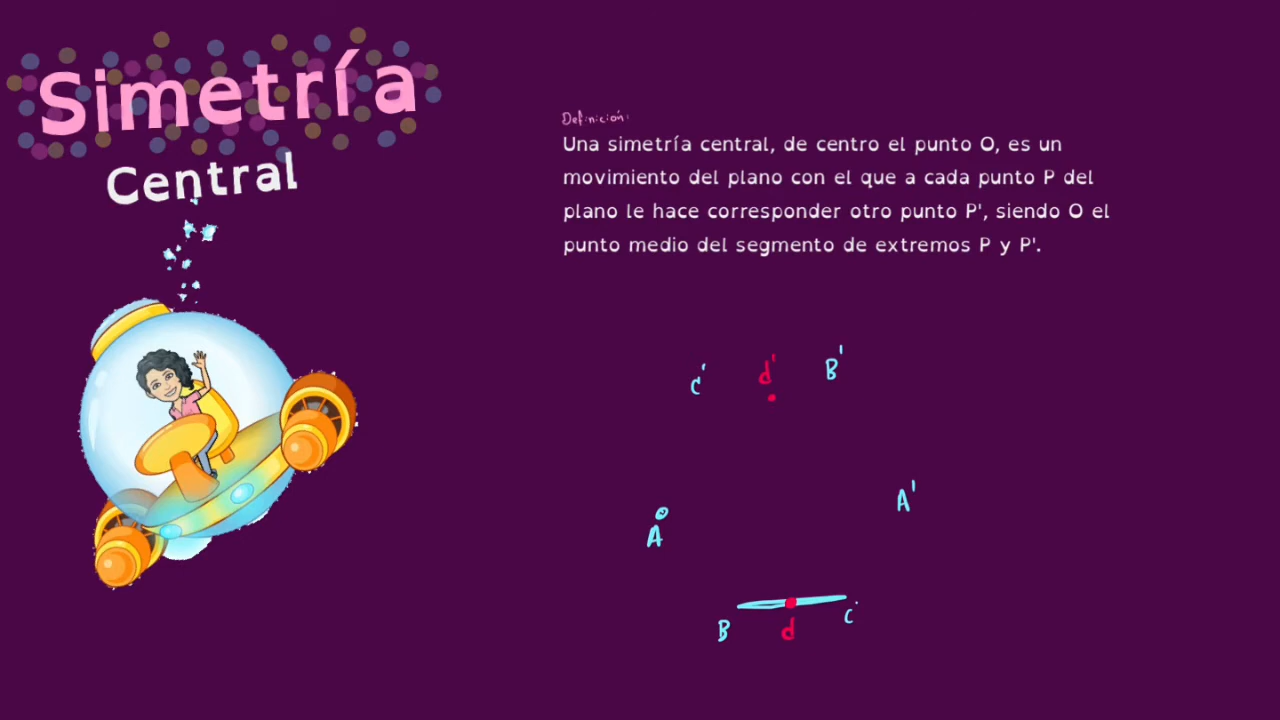 Simetría
Central
Definición:
Una simetría central, de centro el punto O, es un
movimiento del plano con el que a cada punto P del
plano le hace corresponder otro punto P', siendo O el
punto medio del segmento de extremos P y P'.
C' d' B'
A'
A
B d C